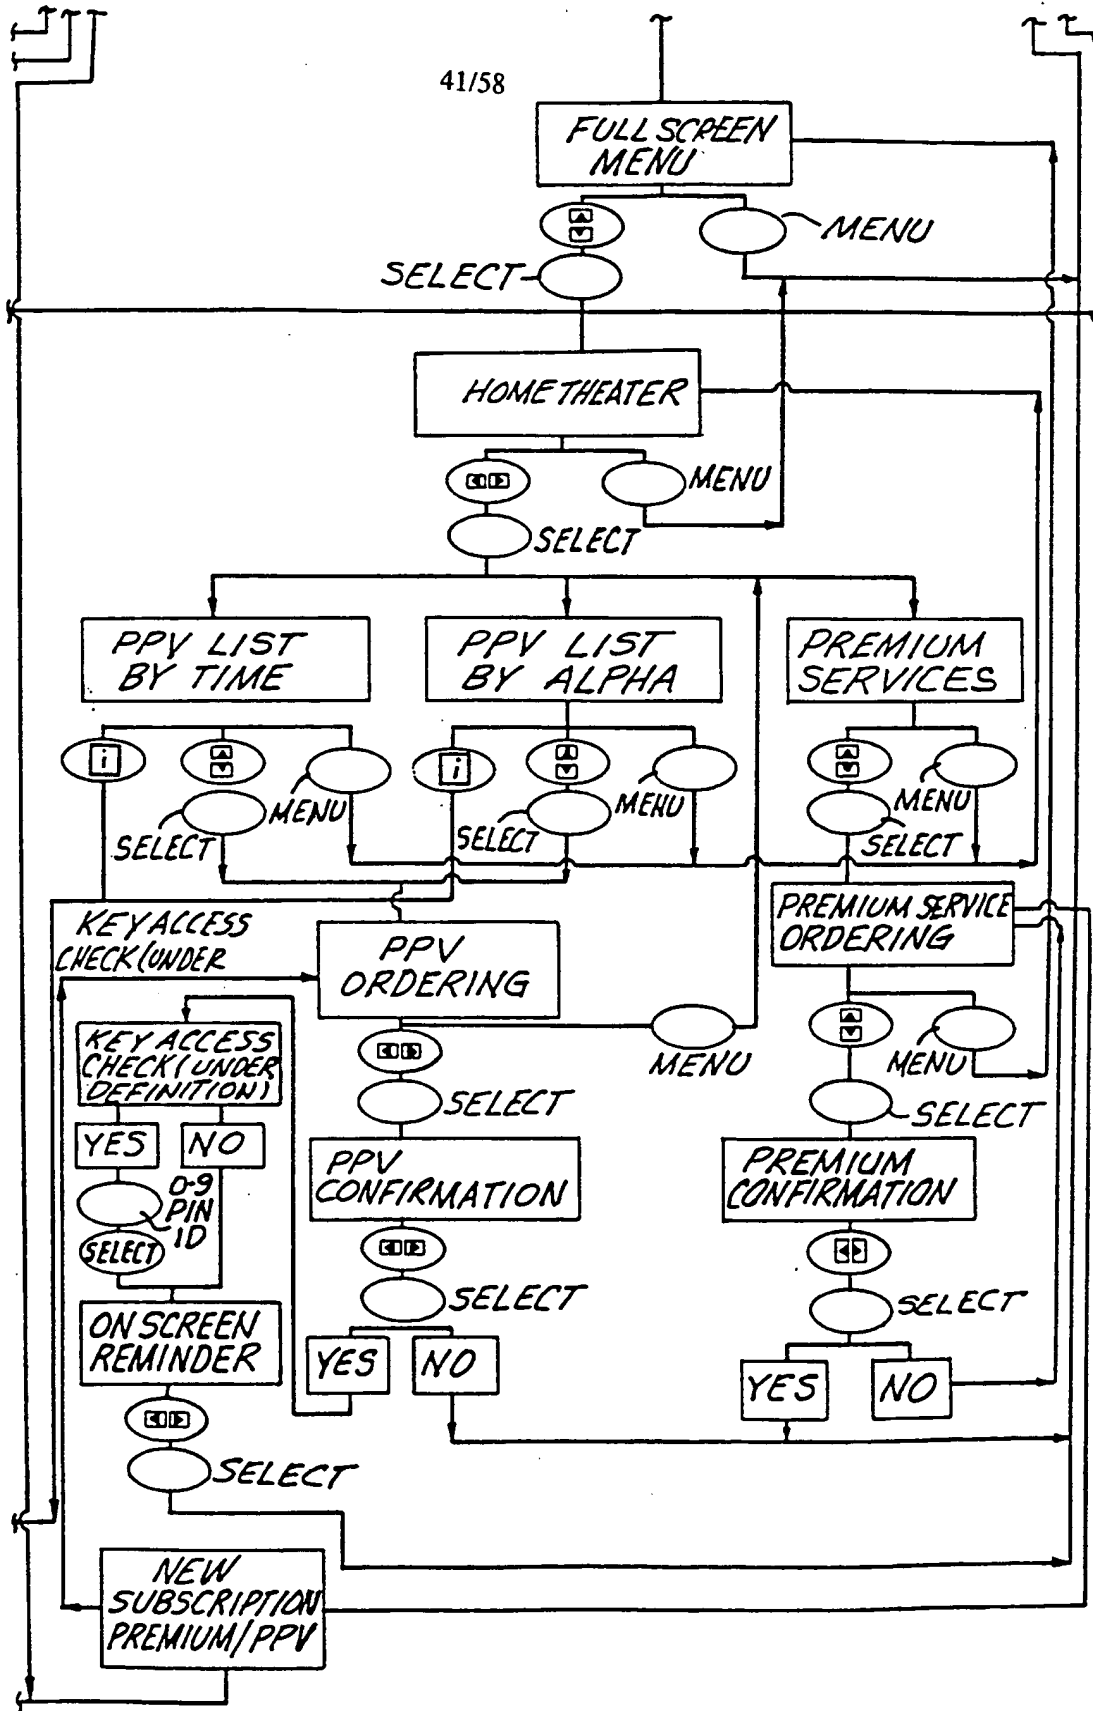 41/58
FULL SCREEN
MENU
MENU
SELECT
HOME THEATER
MENU
SELECT
PPV LIST
BY TIME
PPV LIST
BY ALPHA
PREMIUM
SERVICES
i
MENU
SELECT
i
MENU
SELECT
MENU
SELECT
KEY ACCESS
CHECK (UNDER
PPV
ORDERING
PREMIUM SERVICE
ORDERING
KEY ACCESS
CHECK (UNDER
DEFINITION)
MENU
MENU
SELECT
SELECT
YES
NO
0-9
PIN
ID
SELECT
PPV
CONFIRMATION
PREMIUM
CONFIRMATION
SELECT
SELECT
ON SCREEN
REMINDER
YES
NO
YES
NO
SELECT
NEW
SUBSCRIPTION
PREMIUM/PPV